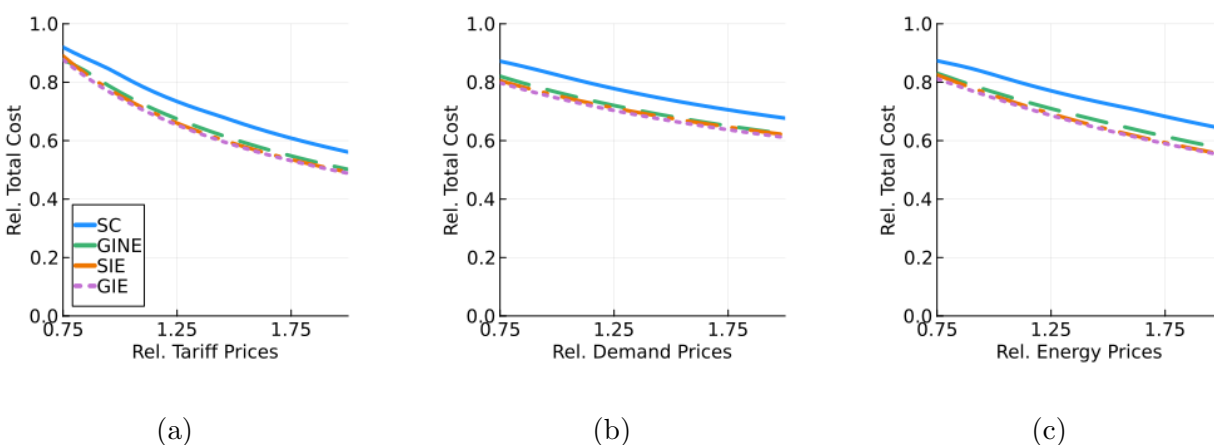 1.0
0.8
0.6
0.4
0.2
0.0
Rel. Total Cost
SC
GINE
SIE
GIE
0.75 1.25 1.75
Rel. Tariff Prices
(a)
1.0
0.8
0.6
0.4
0.2
0.0
Rel. Total Cost
0.75 1.25 1.75
Rel. Demand Prices
(b)
1.0
0.8
0.6
0.4
0.2
0.0
Rel. Total Cost
0.75 1.25 1.75
Rel. Energy Prices
(c)